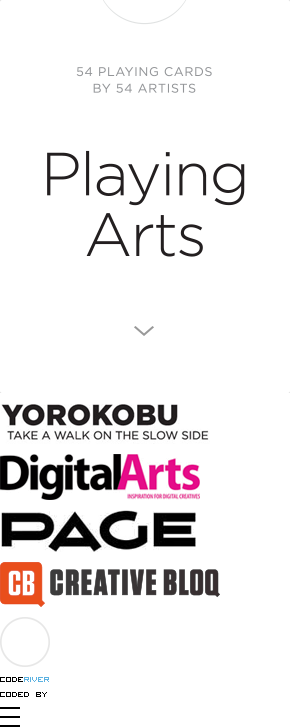 54 PLAYING CARDS
BY 54 ARTISTS
Playing
Arts
YOROKOBU
TAKE A WALK ON THE SLOW SIDE
DigitalArts
INSPIRATION FOR DIGITAL CREATIVES
PAGE
CB CREATIVE BLOQ
CODERIVER
CODED BY